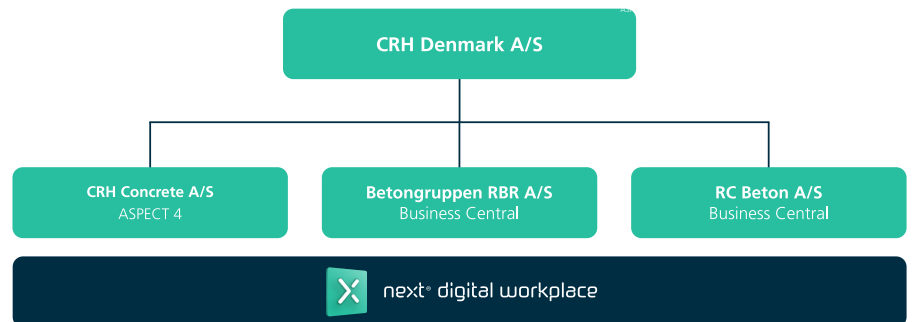 CRH Denmark A/S
CRH Concrete A/S
ASPECT 4
Betongruppen RBR A/S
Business Central
RC Beton A/S
Business Central
next® digital workplace